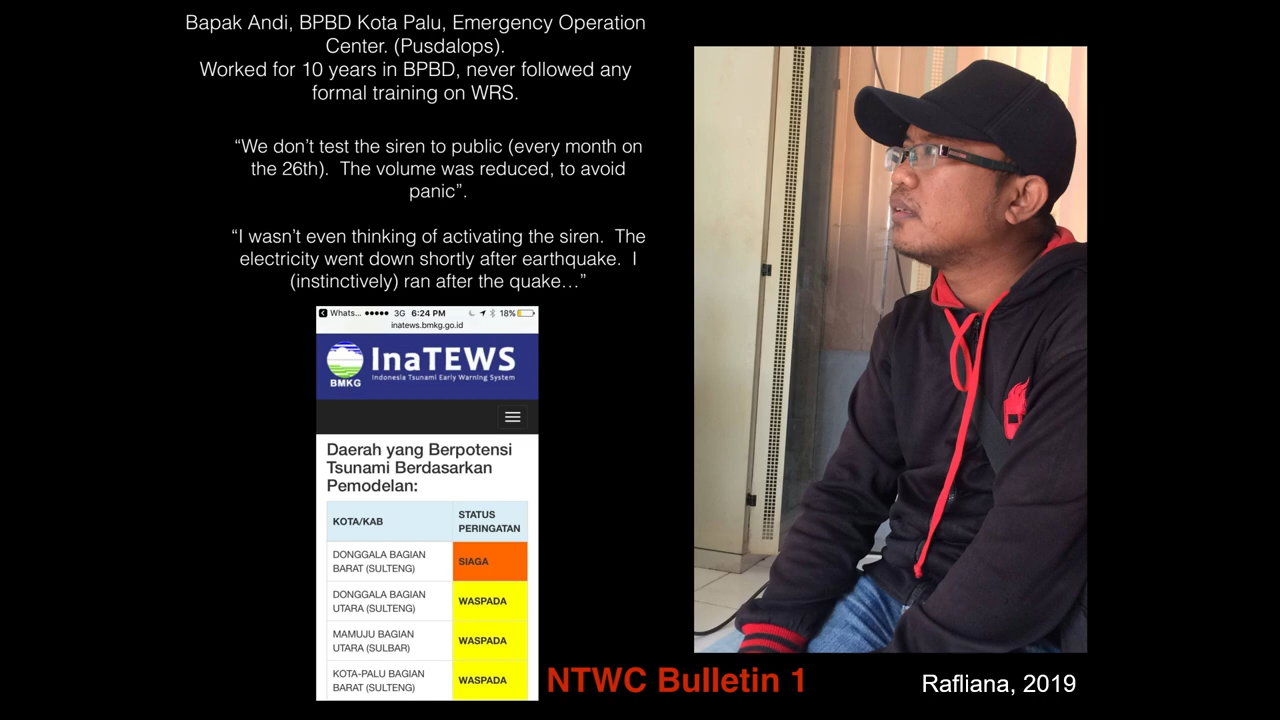 Bapak Andi, BPBD Kota Palu, Emergency Operation
Center. (Pusdalops).
Worked for 10 years in BPBD, never followed any
formal training on WRS.
“We don’t test the siren to public (every month on
the 26th).  The volume was reduced, to avoid
panic”.
“I wasn’t even thinking of activating the siren.  The
electricity went down shortly after earthquake.  I
(instinctively) ran after the quake…”
Whats... 3G 6:24 PM 18%
inatews.bmkg.go.id
BMKG
InaTEWS
Indonesia Tsunami Early Warning System
Daerah yang Berpotensi
Tsunami Berdasarkan
Pemodelan:
KOTA/KAB STATUS
PERINGATAN
DONGGALA BAGIAN
BARAT (SULTENG) SIAGA
DONGGALA BAGIAN
UTARA (SULTENG) WASPADA
MAMUJU BAGIAN
UTARA (SULBAR) WASPADA
KOTA-PALU BAGIAN
BARAT (SULTENG) WASPADA
NTWC Bulletin 1
Rafliana, 2019